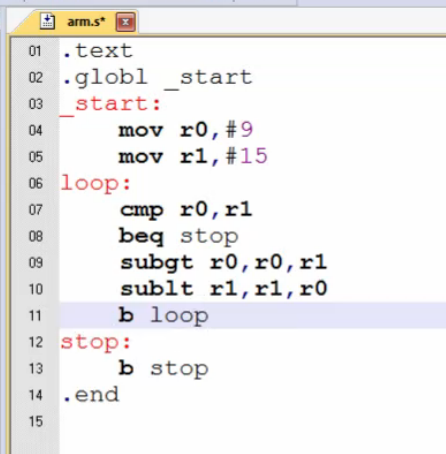 arm.s*
01 .text
02 .globl _start
03 _start:
04 mov r0,#9
05 mov r1,#15
06 loop:
07 cmp r0,r1
08 beq stop
09 subgt r0,r0,r1
10 sublt r1,r1,r0
11 b loop
12 stop:
13 b stop
14 .end
15